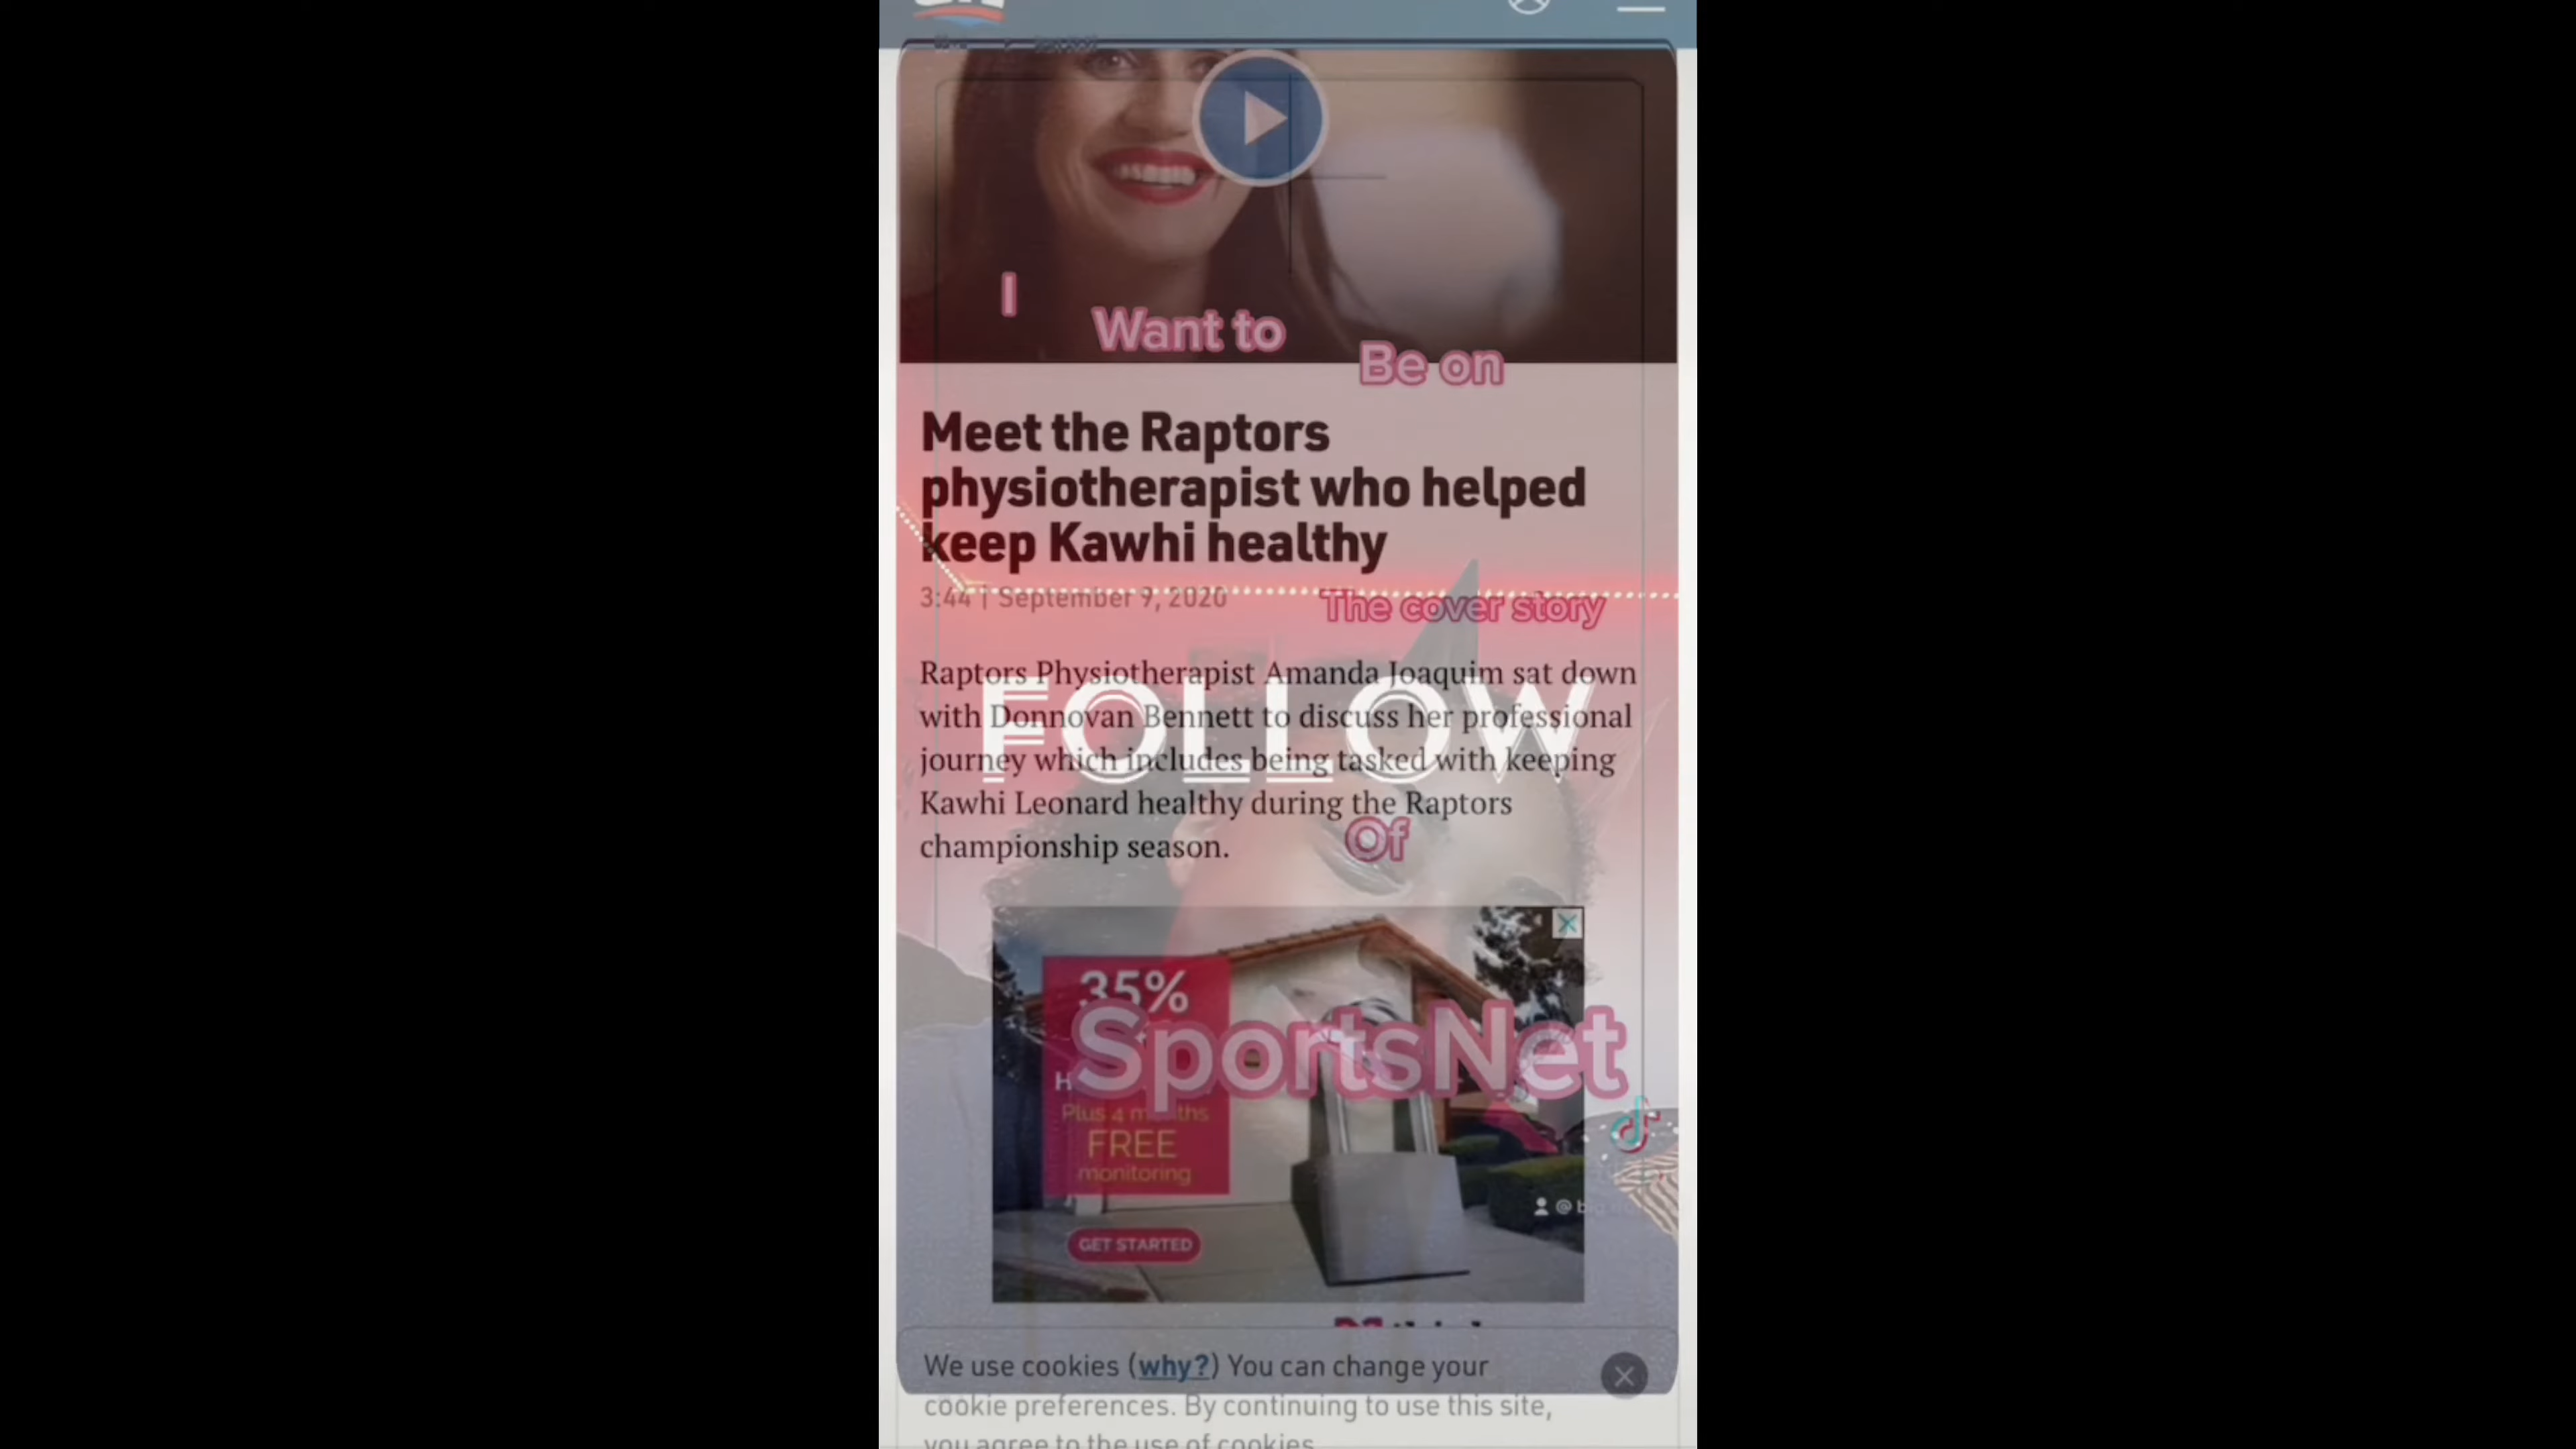 I
Want to
Be on
Meet the Raptors
physiotherapist who helped
keep Kawhi healthy
3:44 | September 9, 2020
The cover story
Raptors Physiotherapist Amanda Joaquim sat down
FOLLOW
with Donnovan Bennett to discuss her professional
journey which includes being tasked with keeping
Kawhi Leonard healthy during the Raptors
Of
championship season.
35%
SportsNet
Plus 4 months
FREE
monitoring
GET STARTED
We use cookies (why?) You can change your
cookie preferences. By continuing to use this site,
you agree to the use of cookies